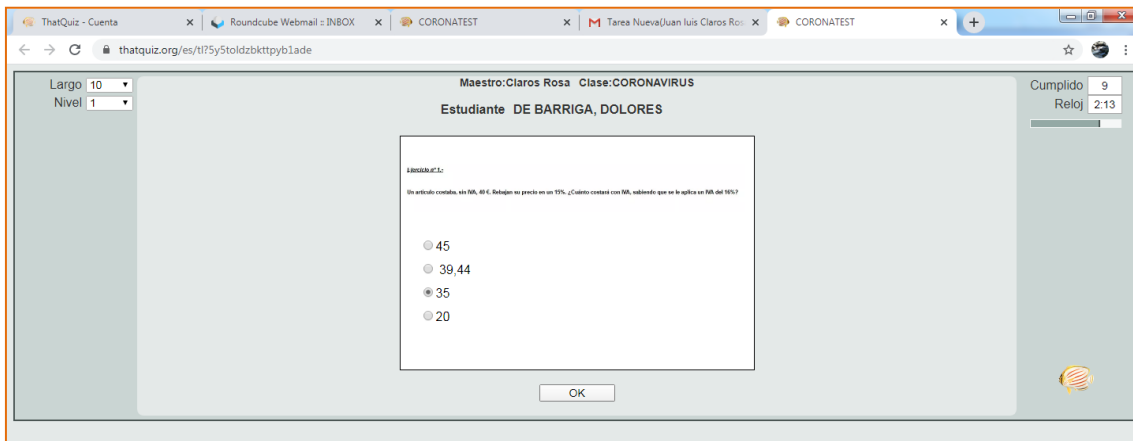 ThatQuiz - Cuenta
Roundcube Webmail :: INBOX
CORONATEST
Tarea Nueva(Juan luis Claros Ros
CORONATEST
thatquiz.org/es/tl?5y5toldzbkttpyb1ade
Largo 10
Nivel 1
Maestro:Claros Rosa Clase:CORONAVIRUS
Estudiante DE BARRIGA, DOLORES
Cumplido 9
Reloj 2:13
Ejercicio nº 1.-
Un artículo costaba, sin IVA, 40 €. Rebajan su precio en un 15%. ¿Cuánto costará con IVA, sabiendo que se le aplica un IVA del 16%?
45
39,44
35
20
OK